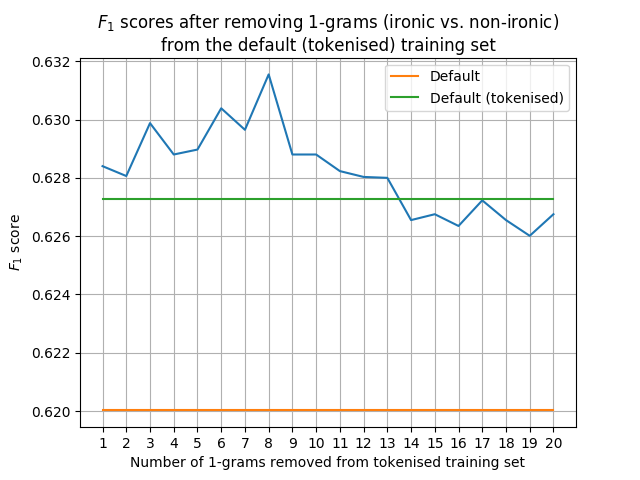 F₁ scores after removing 1-grams (ironic vs. non-ironic)
from the default (tokenised) training set
0.632
0.630
0.628
0.626
0.624
0.622
0.620
F₁ score
Default
Default (tokenised)
1 2 3 4 5 6 7 8 9 10 11 12 13 14 15 16 17 18 19 20
Number of 1-grams removed from tokenised training set